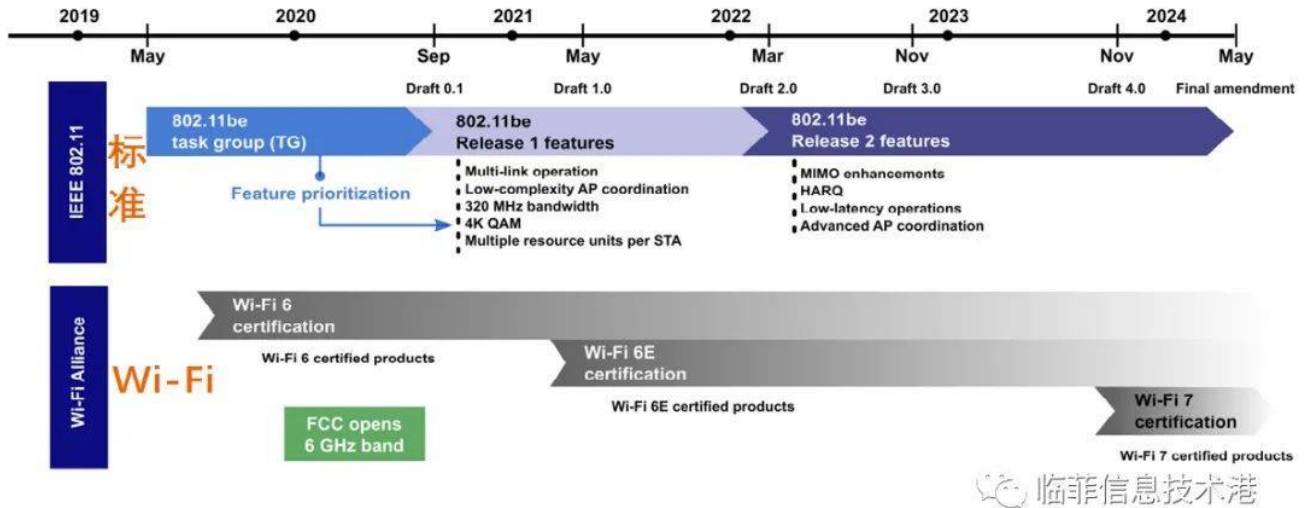 2019 2020 2021 2022 2023 2024
May Sep May Mar Nov Nov May
Draft 0.1 Draft 1.0 Draft 2.0 Draft 3.0 Draft 4.0 Final amendment
IEEE 802.11
标
准
802.11be
task group (TG)
802.11be
Release 1 features
802.11be
Release 2 features
Feature prioritization
Multi-link operation
Low-complexity AP coordination
320 MHz bandwidth
4K QAM
Multiple resource units per STA
MIMO enhancements
HARQ
Low-latency operations
Advanced AP coordination
Wi-Fi Alliance
Wi-Fi
Wi-Fi 6
certification
Wi-Fi 6 certified products
Wi-Fi 6E
certification
Wi-Fi 6E certified products
FCC opens
6 GHz band
Wi-Fi 7
certification
Wi-Fi 7 certified products
临菲信息技术港